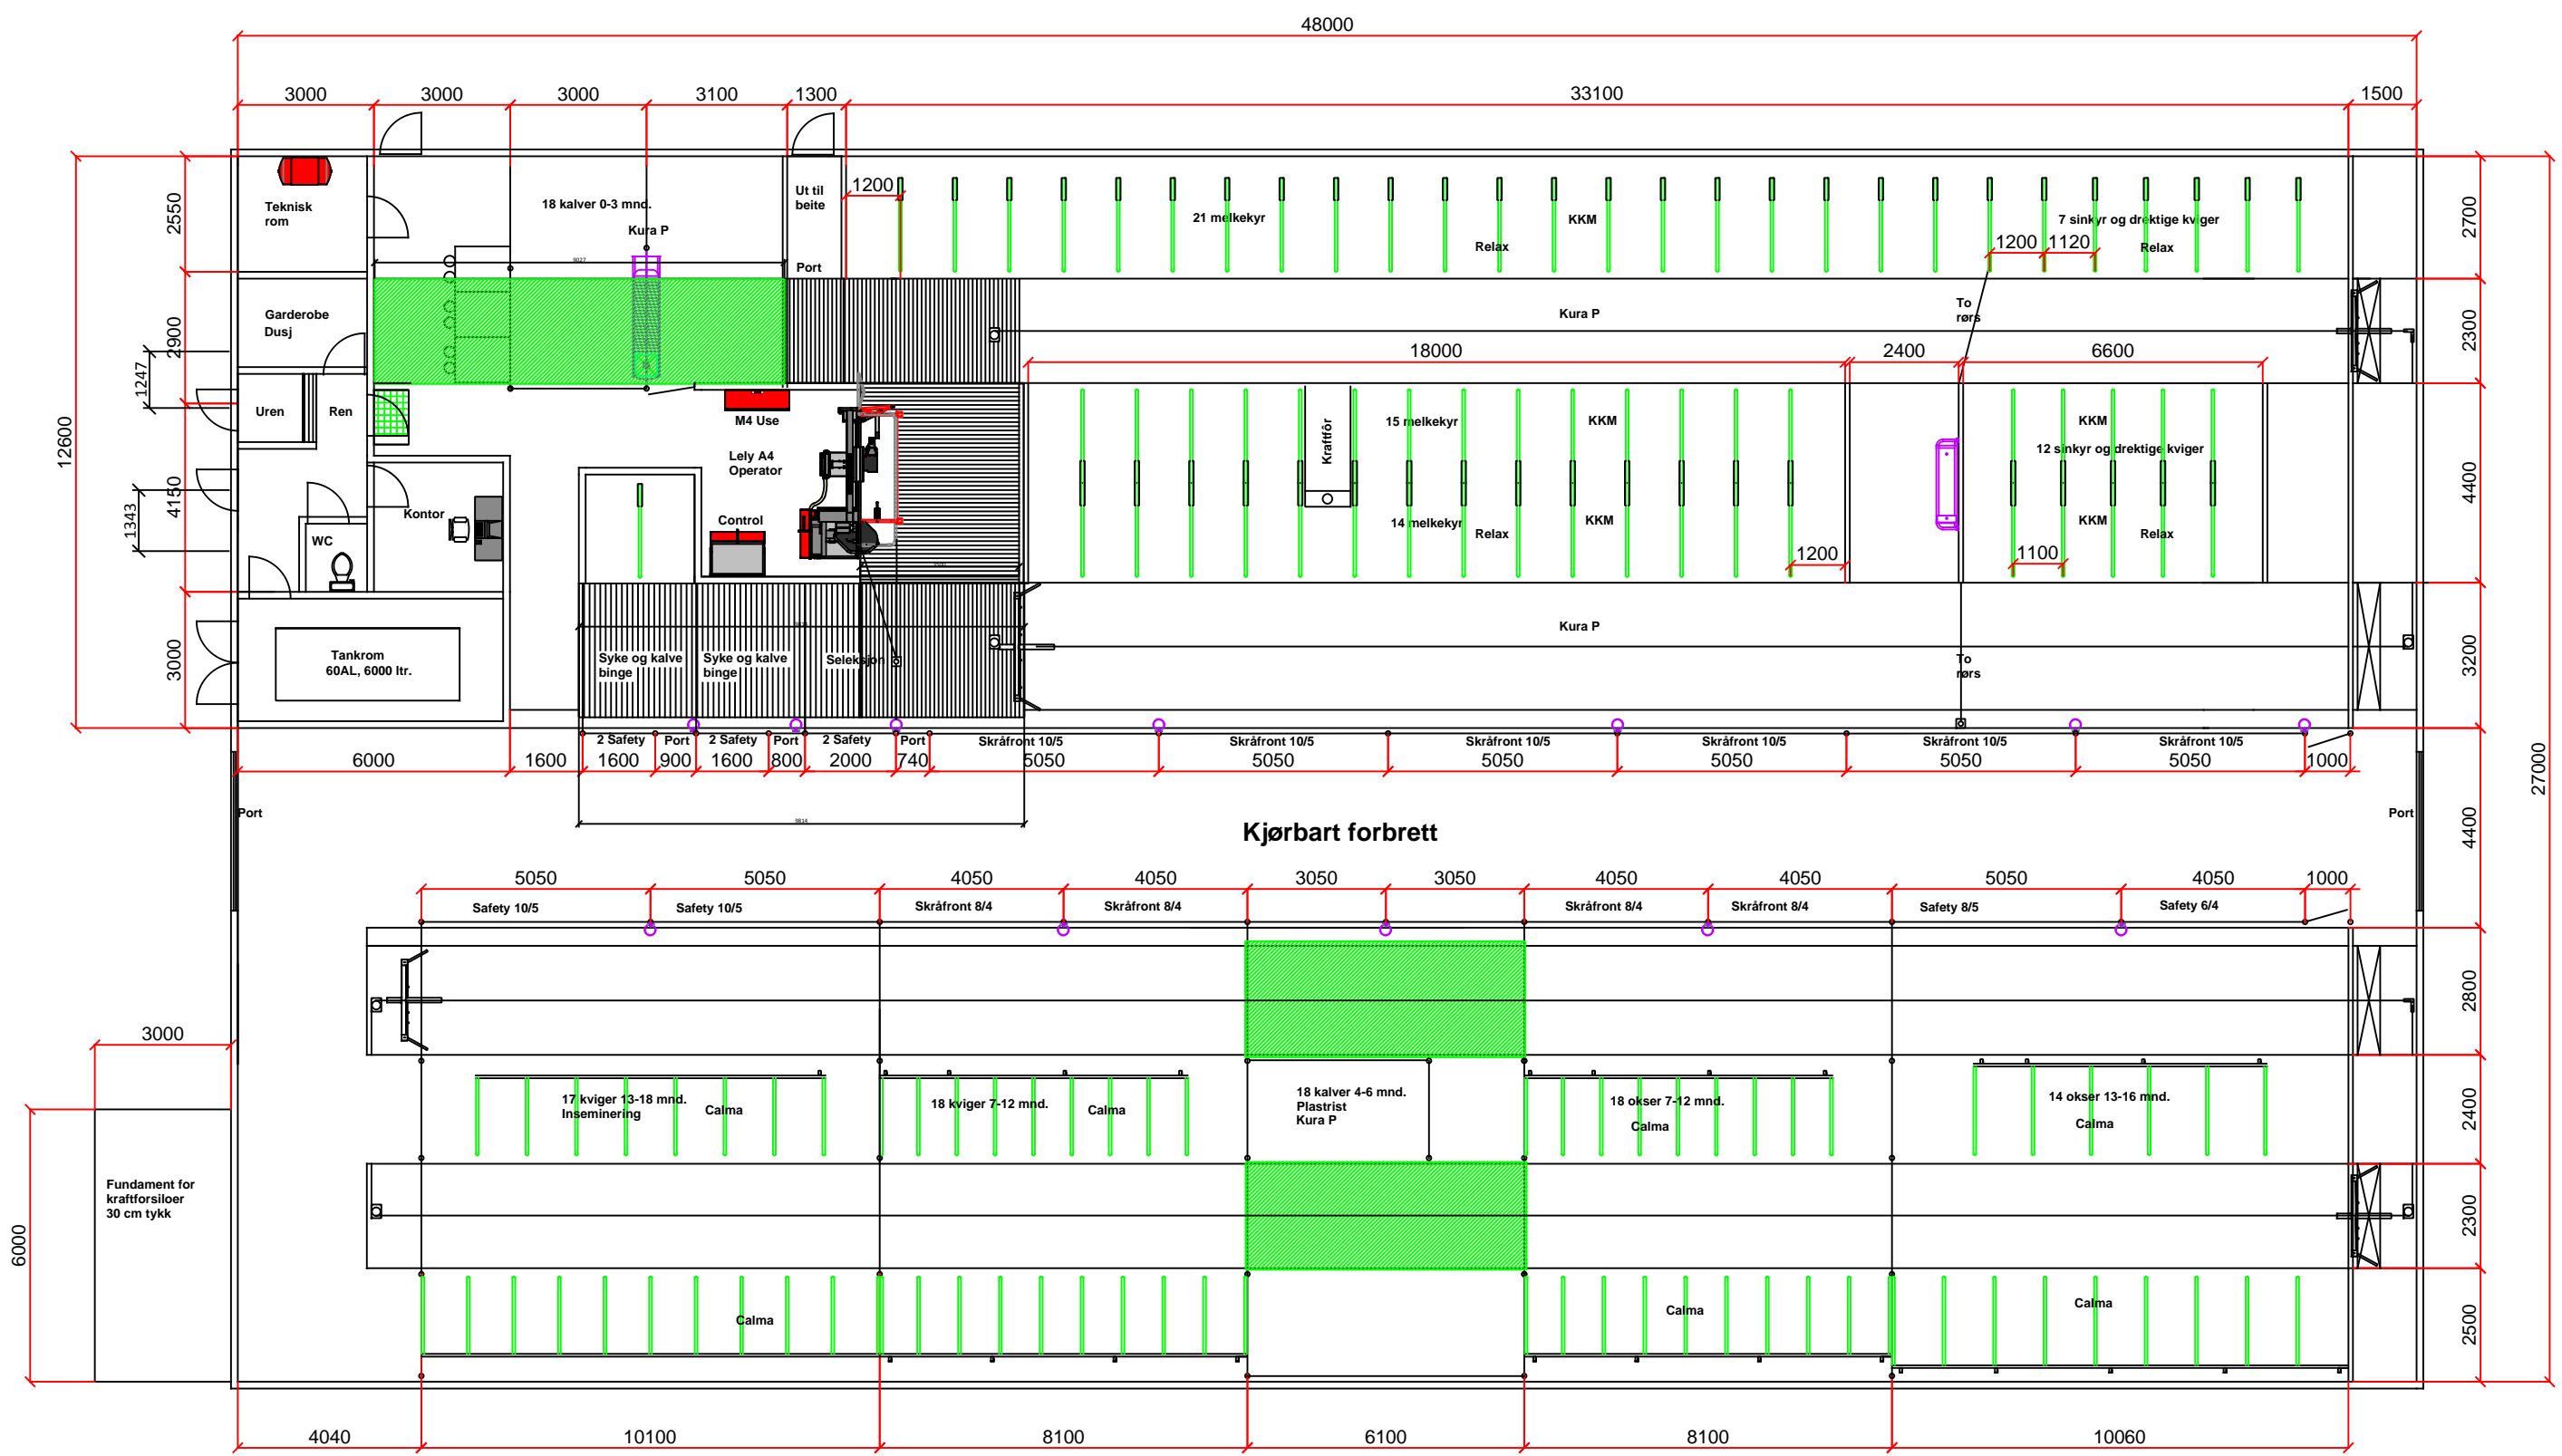 48000
3000
3000
3000
3100
1300
33100
1500
Teknisk
rom
18 kalver 0-3 mnd.
Kura P
Ut til
beite
Port
1200
21 melkekyr
KKM
Relax
7 sinkyr og drektige kviger
Relax
1200
1120
2550
2700
9027
Garderobe
Dusj
Kura P
To
rørs
2900
2300
1247
12600
18000
2400
6600
Uren
Ren
M4 Use
Lely A4
Operator
Kraftfôr
15 melkekyr
KKM
KKM
12 sinkyr og drektige kviger
4150
4400
1343
Kontor
WC
Control
14 melkekyr
Relax
KKM
KKM
Relax
1200
1100
Kura P
To
rørs
3000
3200
Tankrom
60AL, 6000 ltr.
Syke og kalve
binge
Syke og kalve
binge
Seleksjon
2 Safety
Port
2 Safety
Port
2 Safety
Port
Skråfront 10/5
Skråfront 10/5
Skråfront 10/5
Skråfront 10/5
Skråfront 10/5
Skråfront 10/5
6000
1600
1600
900
1600
800
2000
740
5050
5050
5050
5050
5050
5050
1000
27000
Port
9814
Kjørbart forbrett
Port
4400
5050
5050
4050
4050
3050
3050
4050
4050
5050
4050
1000
Safety 10/5
Safety 10/5
Skråfront 8/4
Skråfront 8/4
Skråfront 8/4
Skråfront 8/4
Safety 8/5
Safety 6/4
2800
3000
17 kviger 13-18 mnd.
Inseminering
Calma
18 kviger 7-12 mnd.
Calma
18 kalver 4-6 mnd.
Plastrist
Kura P
18 okser 7-12 mnd.
Calma
14 okser 13-16 mnd.
Calma
2400
Fundament for
kraftforsiloer
30 cm tykk
6000
2300
Calma
Calma
Calma
2500
4040
10100
8100
6100
8100
10060